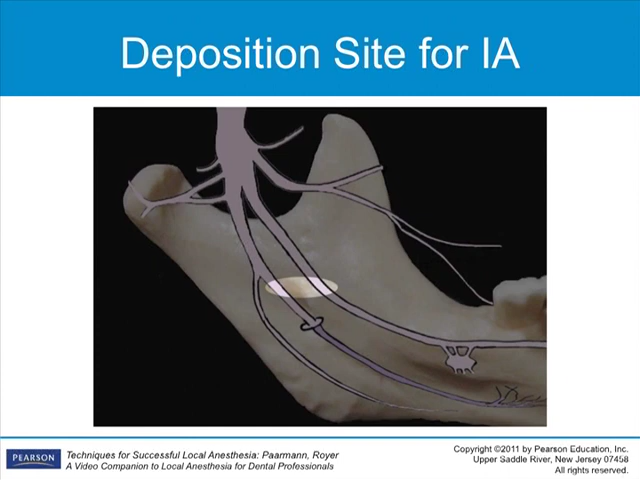 Deposition Site for IA
PEARSON
Techniques for Successful Local Anesthesia: Paarmann, Royer
A Video Companion to Local Anesthesia for Dental Professionals
Copyright ©2011 by Pearson Education, Inc.
Upper Saddle River, New Jersey 07458
All rights reserved.